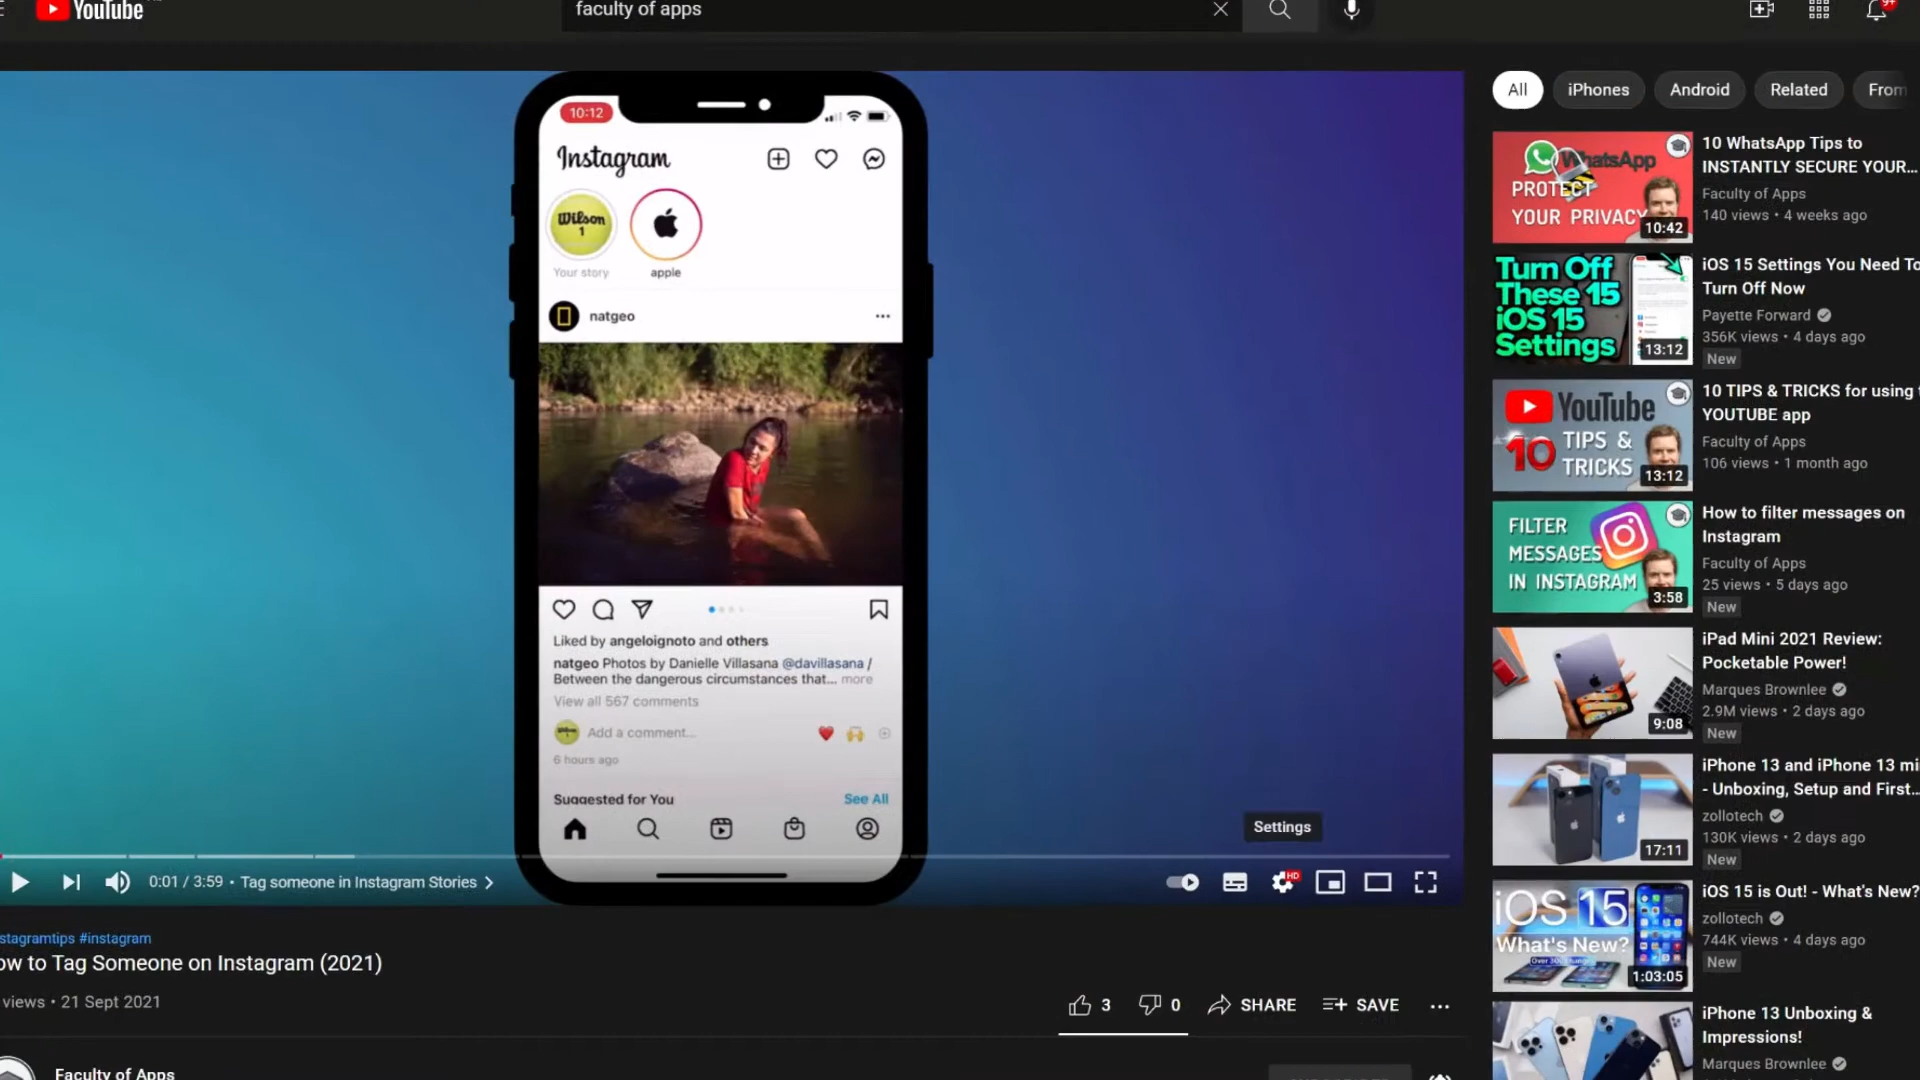 YouTube
faculty of apps
9+
10:12
Instagram
Wilson
1
Your story
apple
natgeo
Liked by angeloignoto and others
natgeo Photos by Danielle Villasana @davillasana /
Between the dangerous circumstances that... more
View all 567 comments
Add a comment...
6 hours ago
Suggested for You See All
Settings
0:01 / 3:59 • Tag someone in Instagram Stories
HD
stagramtips #instagram
ow to Tag Someone on Instagram (2021)
views • 21 Sept 2021
3 0 SHARE SAVE
Faculty of Apps
All iPhones Android Related From
WhatsApp
PROTECT
YOUR PRIVACY
10:42
10 WhatsApp Tips to
INSTANTLY SECURE YOUR...
Faculty of Apps
140 views • 4 weeks ago
Turn Off
These 15
iOS 15
Settings
13:12
iOS 15 Settings You Need To
Turn Off Now
Payette Forward
356K views • 4 days ago
New
YouTube
10 TIPS &
TRICKS
13:12
10 TIPS & TRICKS for using
YOUTUBE app
Faculty of Apps
106 views • 1 month ago
FILTER
MESSAGES
IN INSTAGRAM
3:58
How to filter messages on
Instagram
Faculty of Apps
25 views • 5 days ago
New
9:08
iPad Mini 2021 Review:
Pocketable Power!
Marques Brownlee
2.9M views • 2 days ago
New
17:11
iPhone 13 and iPhone 13 mi
- Unboxing, Setup and First...
zollotech
130K views • 2 days ago
New
iOS 15
What's New?
1:03:05
iOS 15 is Out! - What's New?
zollotech
744K views • 4 days ago
New
iPhone 13 Unboxing &
Impressions!
Marques Brownlee